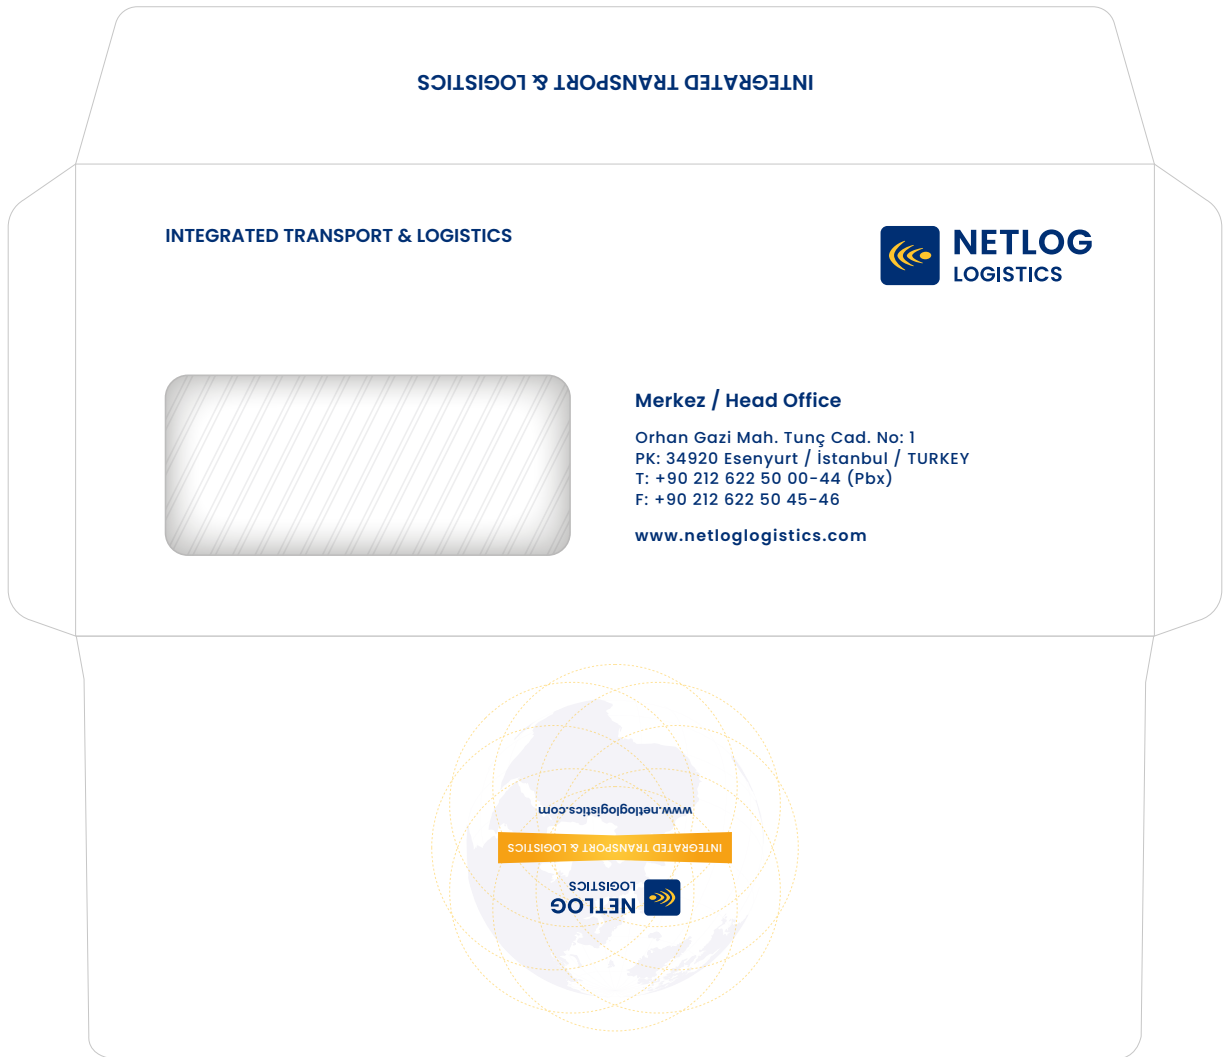 INTEGRATED TRANSPORT & LOGISTICS
INTEGRATED TRANSPORT & LOGISTICS
NETLOG
LOGISTICS
Merkez / Head Office
Orhan Gazi Mah. Tunç Cad. No: 1
PK: 34920 Esenyurt / İstanbul / TURKEY
T: +90 212 622 50 00-44 (Pbx)
F: +90 212 622 50 45-46
www.netloglogistics.com
NETLOG
LOGISTICS
INTEGRATED TRANSPORT & LOGISTICS
www.netloglogistics.com